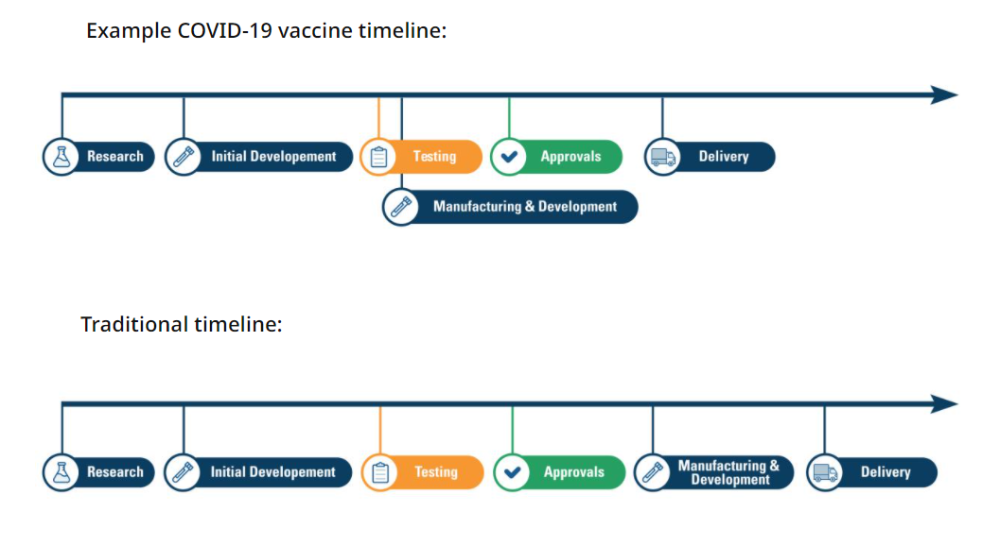 Example COVID-19 vaccine timeline:
Research
Initial Developement
Testing
Approvals
Delivery
Manufacturing & Development
Traditional timeline:
Research
Initial Developement
Testing
Approvals
Manufacturing &
Development
Delivery